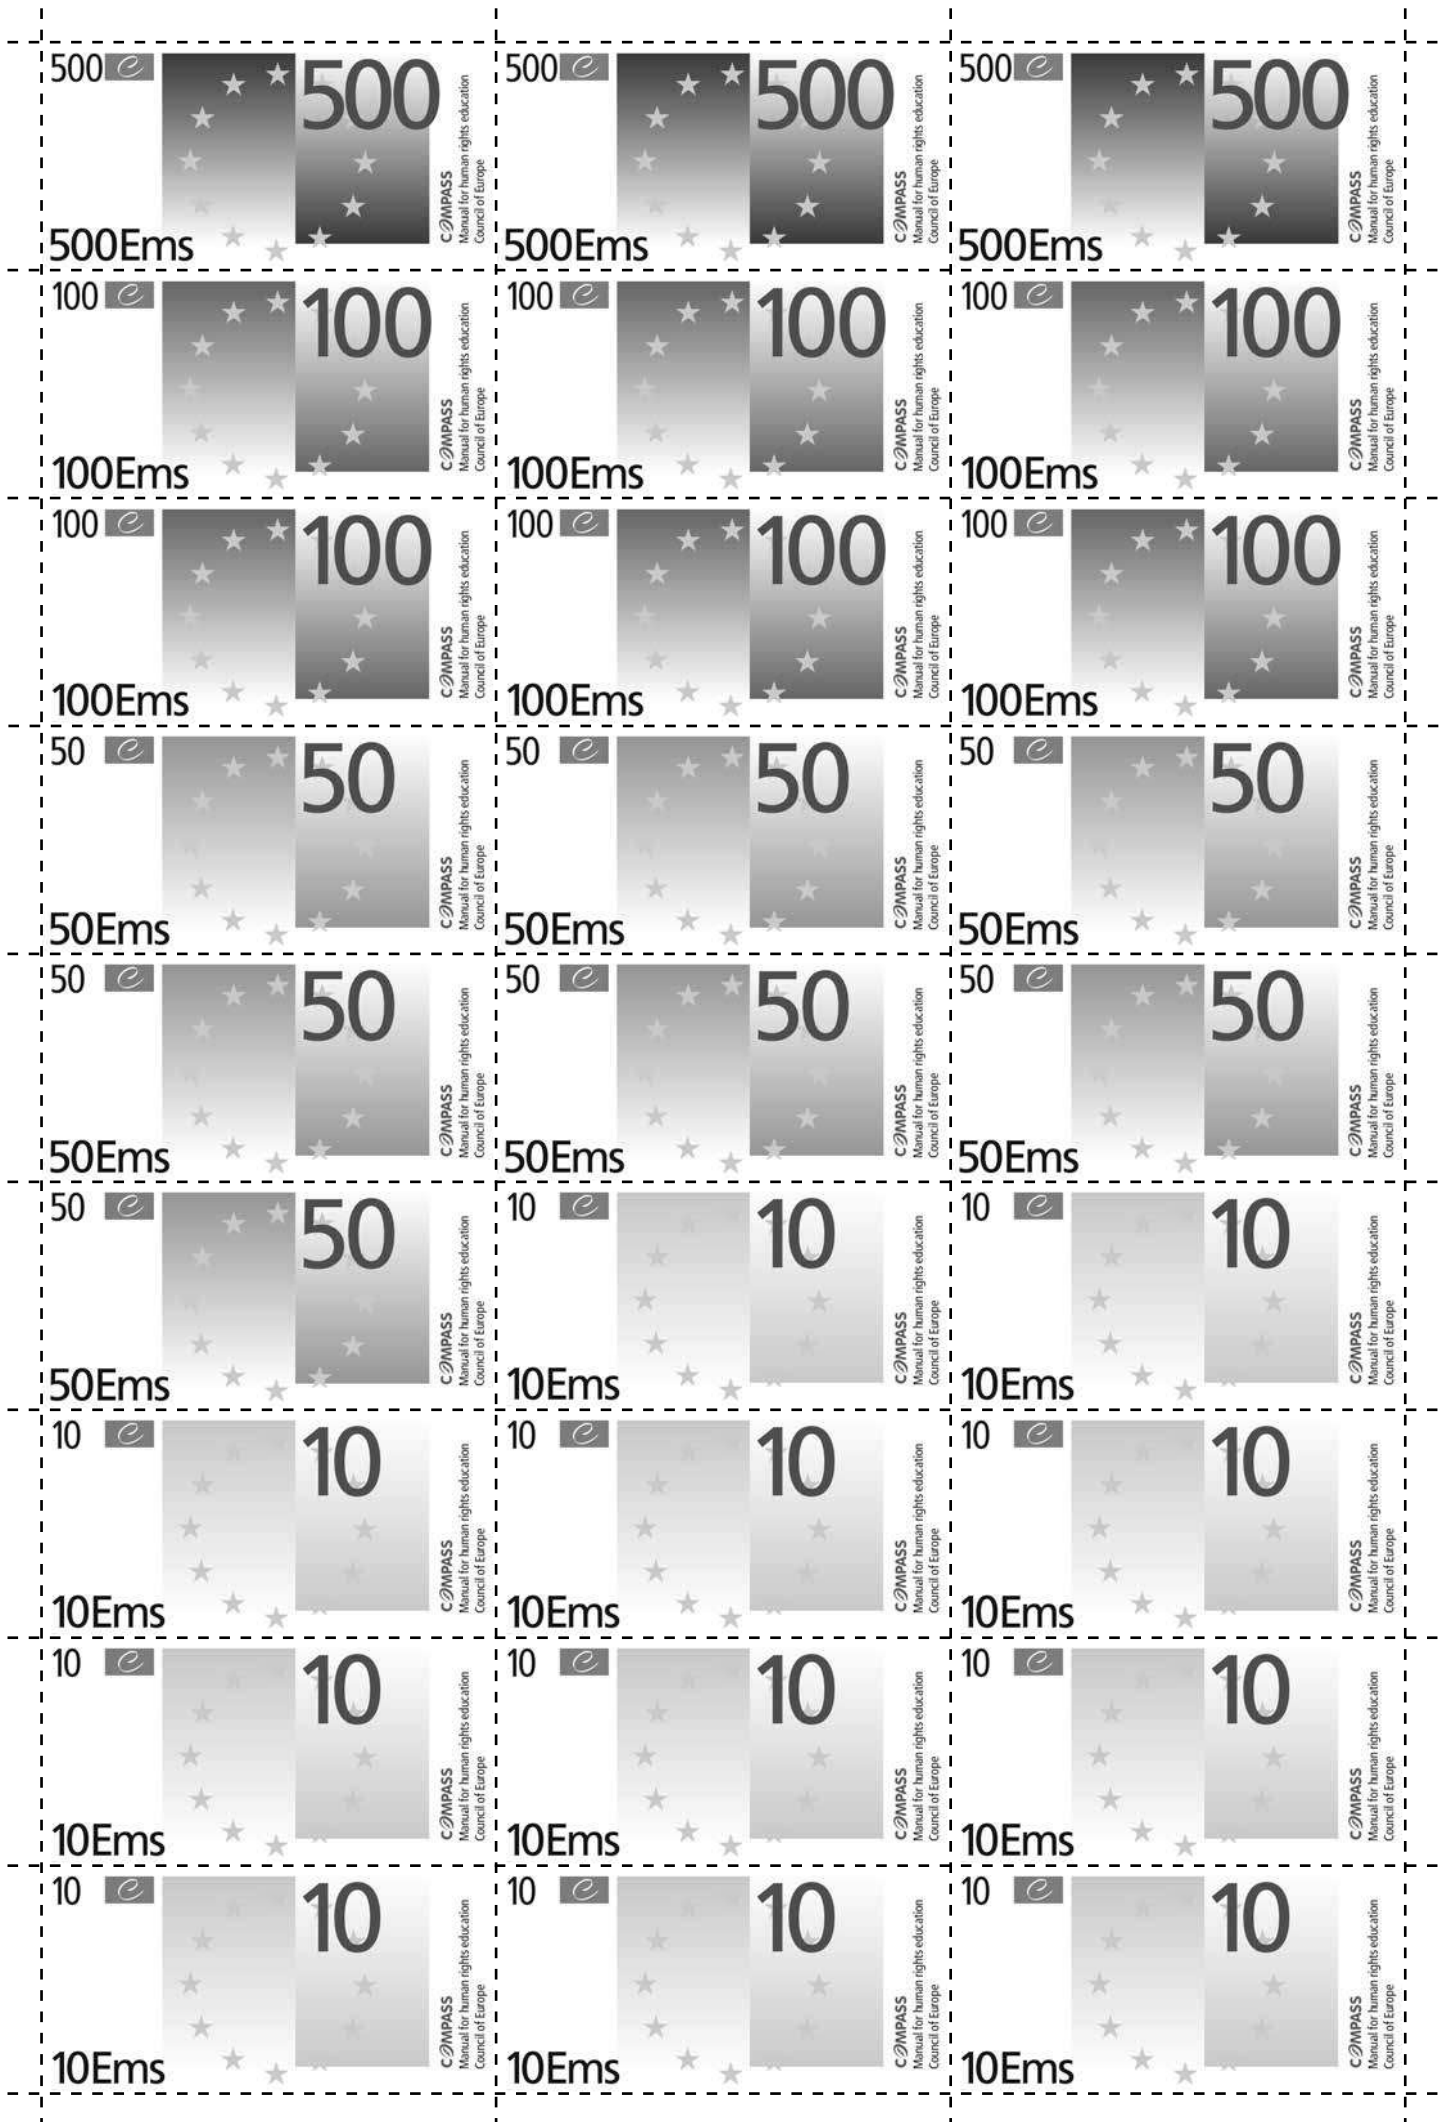 500 500
500Ems
COMPASS
Manual for human rights education
Council of Europe
500 500
500Ems
COMPASS
Manual for human rights education
Council of Europe
500 500
500Ems
COMPASS
Manual for human rights education
Council of Europe
100 100
100Ems
COMPASS
Manual for human rights education
Council of Europe
100 100
100Ems
COMPASS
Manual for human rights education
Council of Europe
100 100
100Ems
COMPASS
Manual for human rights education
Council of Europe
100 100
100Ems
COMPASS
Manual for human rights education
Council of Europe
100 100
100Ems
COMPASS
Manual for human rights education
Council of Europe
100 100
100Ems
COMPASS
Manual for human rights education
Council of Europe
50 50
50Ems
COMPASS
Manual for human rights education
Council of Europe
50 50
50Ems
COMPASS
Manual for human rights education
Council of Europe
50 50
50Ems
COMPASS
Manual for human rights education
Council of Europe
50 50
50Ems
COMPASS
Manual for human rights education
Council of Europe
50 50
50Ems
COMPASS
Manual for human rights education
Council of Europe
50 50
50Ems
COMPASS
Manual for human rights education
Council of Europe
50 50
50Ems
COMPASS
Manual for human rights education
Council of Europe
10 10
10Ems
COMPASS
Manual for human rights education
Council of Europe
10 10
10Ems
COMPASS
Manual for human rights education
Council of Europe
10 10
10Ems
COMPASS
Manual for human rights education
Council of Europe
10 10
10Ems
COMPASS
Manual for human rights education
Council of Europe
10 10
10Ems
COMPASS
Manual for human rights education
Council of Europe
10 10
10Ems
COMPASS
Manual for human rights education
Council of Europe
10 10
10Ems
COMPASS
Manual for human rights education
Council of Europe
10 10
10Ems
COMPASS
Manual for human rights education
Council of Europe
10 10
10Ems
COMPASS
Manual for human rights education
Council of Europe
10 10
10Ems
COMPASS
Manual for human rights education
Council of Europe
10 10
10Ems
COMPASS
Manual for human rights education
Council of Europe